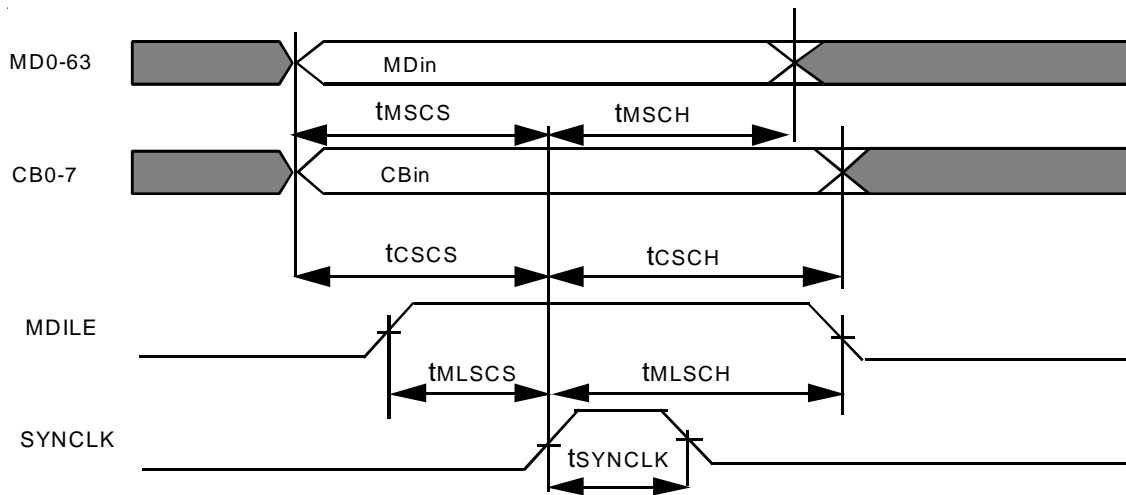 MD0-63
MDin
tMSCS
tMSCH
CB0-7
CBin
tCSCS
tCSCH
MDILE
tMLSCS
tMLSCH
SYNCLK
tSYNCLK